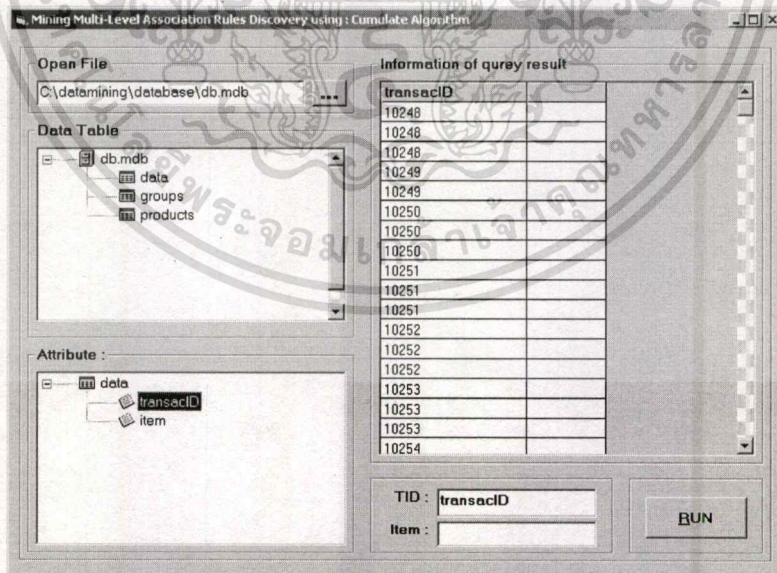 Mining Multi-Level Association Rules Discovery using : Cumulate Algorithm
Open File
C:\datamining\database\db.mdb
...
Data Table
db.mdb
data
groups
products
Attribute :
data
transacID
item
Information of qurey result
transacID
10248
10248
10248
10249
10249
10250
10250
10250
10251
10251
10251
10252
10252
10252
10253
10253
10253
10254
TID : transacID
Item :
RUN